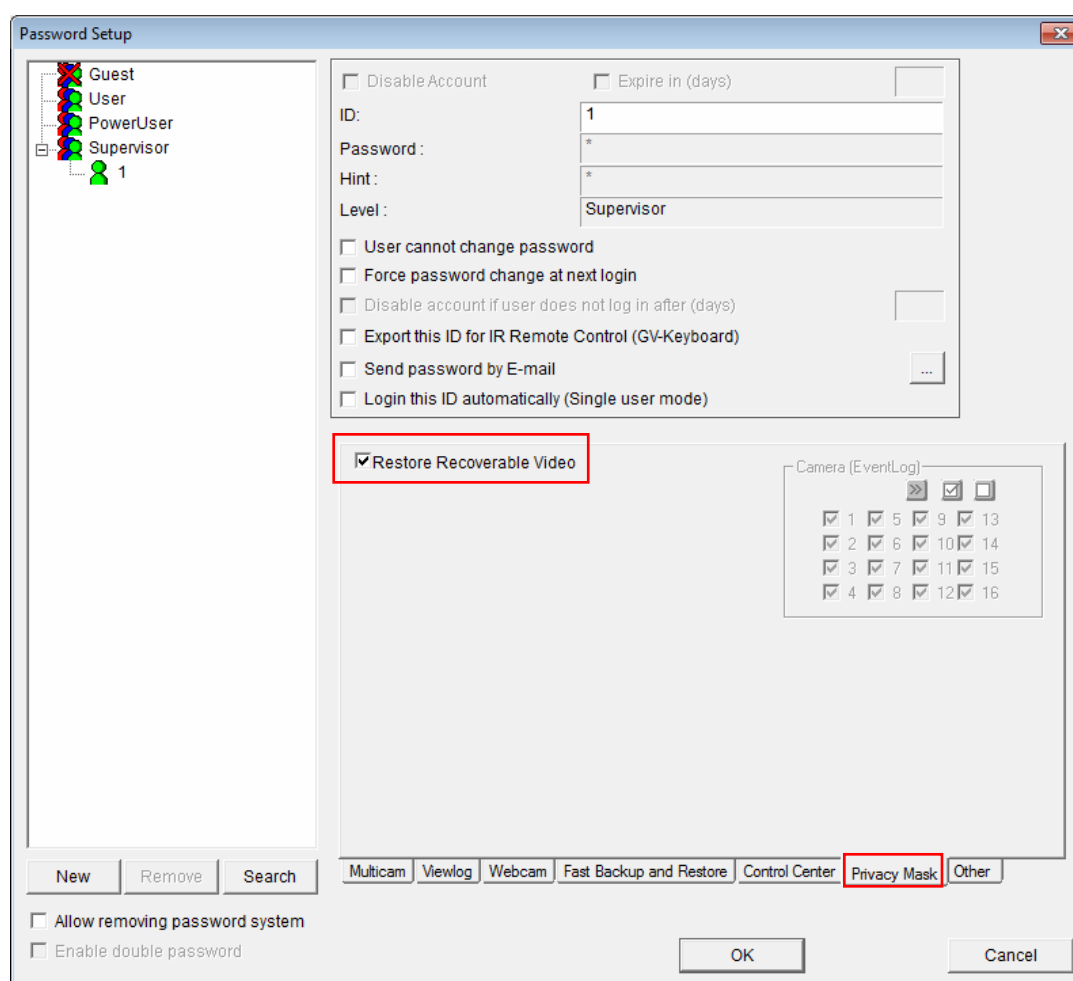 Password Setup
Guest
User
PowerUser
Supervisor
1
Disable Account Expire in (days)
ID: 1
Password : *
Hint : *
Level : Supervisor
User cannot change password
Force password change at next login
Disable account if user does not log in after (days)
Export this ID for IR Remote Control (GV-Keyboard)
Send password by E-mail ...
Login this ID automatically (Single user mode)
Restore Recoverable Video
Camera (EventLog)
>>
1 5 9 13
2 6 10 14
3 7 11 15
4 8 12 16
Multicam Viewlog Webcam Fast Backup and Restore Control Center Privacy Mask Other
New Remove Search
Allow removing password system
Enable double password
OK Cancel